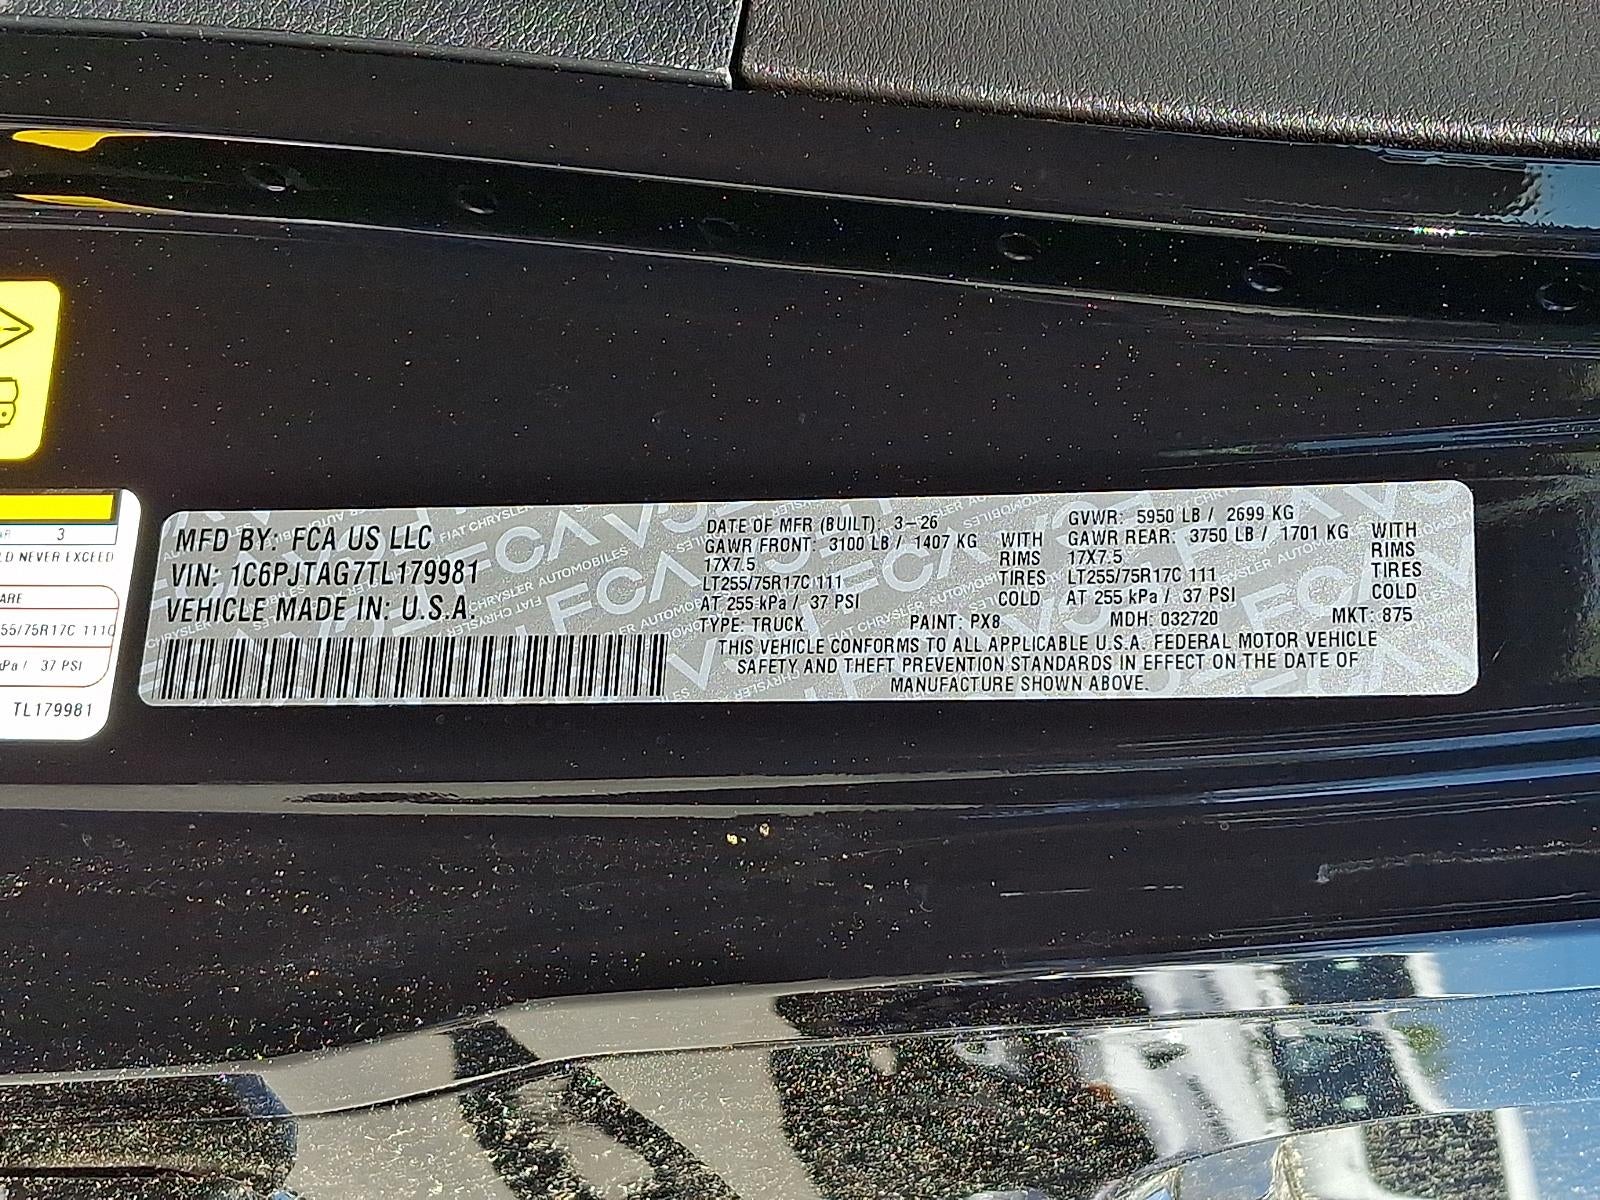 MFD BY: FCA US LLC
VIN: 1C6PJTAG7TL179981
VEHICLE MADE IN: U.S.A.
DATE OF MFR (BUILT): 3-26
GAWR FRONT: 3100 LB / 1407 KG WITH
17X7.5 RIMS
LT255/75R17C 111 TIRES
AT 255 kPa / 37 PSI COLD
GVWR: 5950 LB / 2699 KG
GAWR REAR: 3750 LB / 1701 KG WITH
17X7.5 RIMS
LT255/75R17C 111 TIRES
AT 255 kPa / 37 PSI COLD
TYPE: TRUCK PAINT: PX8 MDH: 032720 MKT: 875
THIS VEHICLE CONFORMS TO ALL APPLICABLE U.S.A. FEDERAL MOTOR VEHICLE
SAFETY AND THEFT PREVENTION STANDARDS IN EFFECT ON THE DATE OF
MANUFACTURE SHOWN ABOVE.
3
LD NEVER EXCEED
ARE
55/75R17C 111Q
kPa / 37 PSI
TL179981